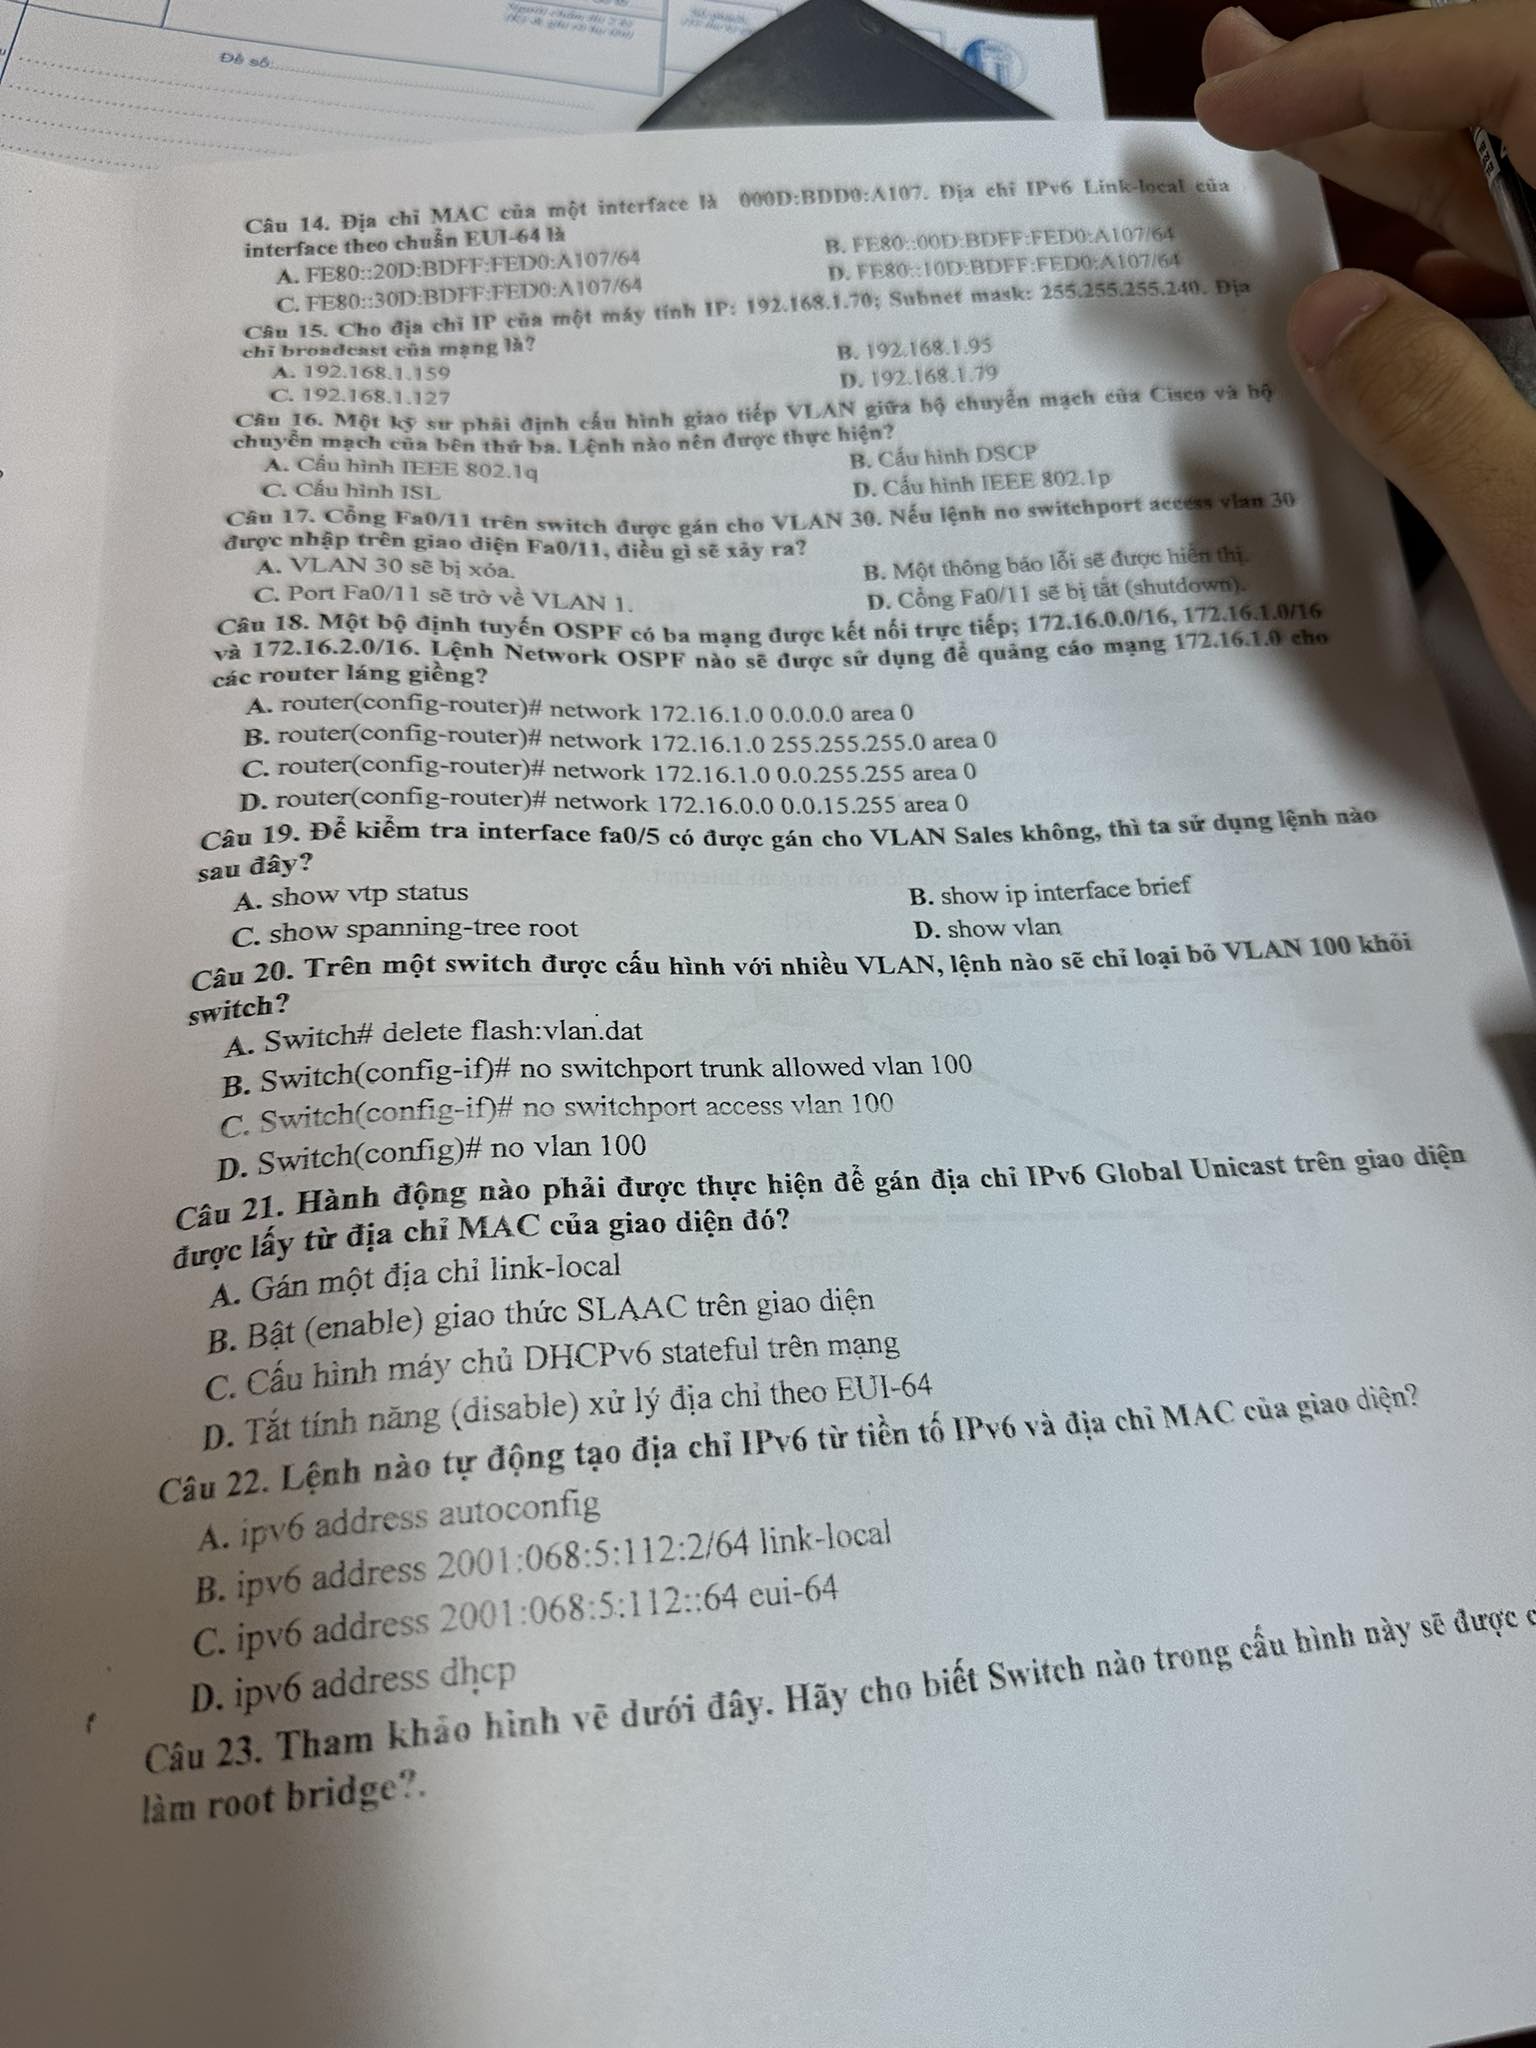 Đề số:
Câu 14. Địa chỉ MAC của một interface là 000D:BDD0:A107. Địa chỉ IPv6 Link-local của
interface theo chuẩn EUI-64 là
A. FE80::20D:BDFF:FED0:A107/64 B. FE80::00D:BDFF:FED0:A107/64
C. FE80::30D:BDFF:FED0:A107/64 D. FE80::10D:BDFF:FED0:A107/64
Câu 15. Cho địa chỉ IP của một máy tính IP: 192.168.1.70; Subnet mask: 255.255.255.240. Địa
chỉ broadcast của mạng là?
A. 192.168.1.159 B. 192.168.1.95
C. 192.168.1.127 D. 192.168.1.79
Câu 16. Một kỹ sư phải định cấu hình giao tiếp VLAN giữa bộ chuyển mạch của Cisco và bộ
chuyển mạch của bên thứ ba. Lệnh nào nên được thực hiện?
A. Cấu hình IEEE 802.1q B. Cấu hình DSCP
C. Cấu hình ISL D. Cấu hình IEEE 802.1p
Câu 17. Cổng Fa0/11 trên switch được gán cho VLAN 30. Nếu lệnh no switchport access vlan 30
được nhập trên giao diện Fa0/11, điều gì sẽ xảy ra?
A. VLAN 30 sẽ bị xóa. B. Một thông báo lỗi sẽ được hiển thị.
C. Port Fa0/11 sẽ trở về VLAN 1. D. Cổng Fa0/11 sẽ bị tắt (shutdown).
Câu 18. Một bộ định tuyến OSPF có ba mạng được kết nối trực tiếp; 172.16.0.0/16, 172.16.1.0/16
và 172.16.2.0/16. Lệnh Network OSPF nào sẽ được sử dụng để quảng cáo mạng 172.16.1.0 cho
các router láng giềng?
A. router(config-router)# network 172.16.1.0 0.0.0.0 area 0
B. router(config-router)# network 172.16.1.0 255.255.255.0 area 0
C. router(config-router)# network 172.16.1.0 0.0.255.255 area 0
D. router(config-router)# network 172.16.0.0 0.0.15.255 area 0
Câu 19. Để kiểm tra interface fa0/5 có được gán cho VLAN Sales không, thì ta sử dụng lệnh nào
sau đây?
A. show vtp status B. show ip interface brief
C. show spanning-tree root D. show vlan
Câu 20. Trên một switch được cấu hình với nhiều VLAN, lệnh nào sẽ chỉ loại bỏ VLAN 100 khỏi
switch?
A. Switch# delete flash:vlan.dat
B. Switch(config-if)# no switchport trunk allowed vlan 100
C. Switch(config-if)# no switchport access vlan 100
D. Switch(config)# no vlan 100
Câu 21. Hành động nào phải được thực hiện để gán địa chỉ IPv6 Global Unicast trên giao diện
được lấy từ địa chỉ MAC của giao diện đó?
A. Gán một địa chỉ link-local
B. Bật (enable) giao thức SLAAC trên giao diện
C. Cấu hình máy chủ DHCPv6 stateful trên mạng
D. Tắt tính năng (disable) xử lý địa chỉ theo EUI-64
Câu 22. Lệnh nào tự động tạo địa chỉ IPv6 từ tiền tố IPv6 và địa chỉ MAC của giao diện?
A. ipv6 address autoconfig
B. ipv6 address 2001:068:5:112:2/64 link-local
C. ipv6 address 2001:068:5:112::64 eui-64
D. ipv6 address dhcp
Câu 23. Tham khảo hình vẽ dưới đây. Hãy cho biết Switch nào trong cấu hình này sẽ được
làm root bridge?.